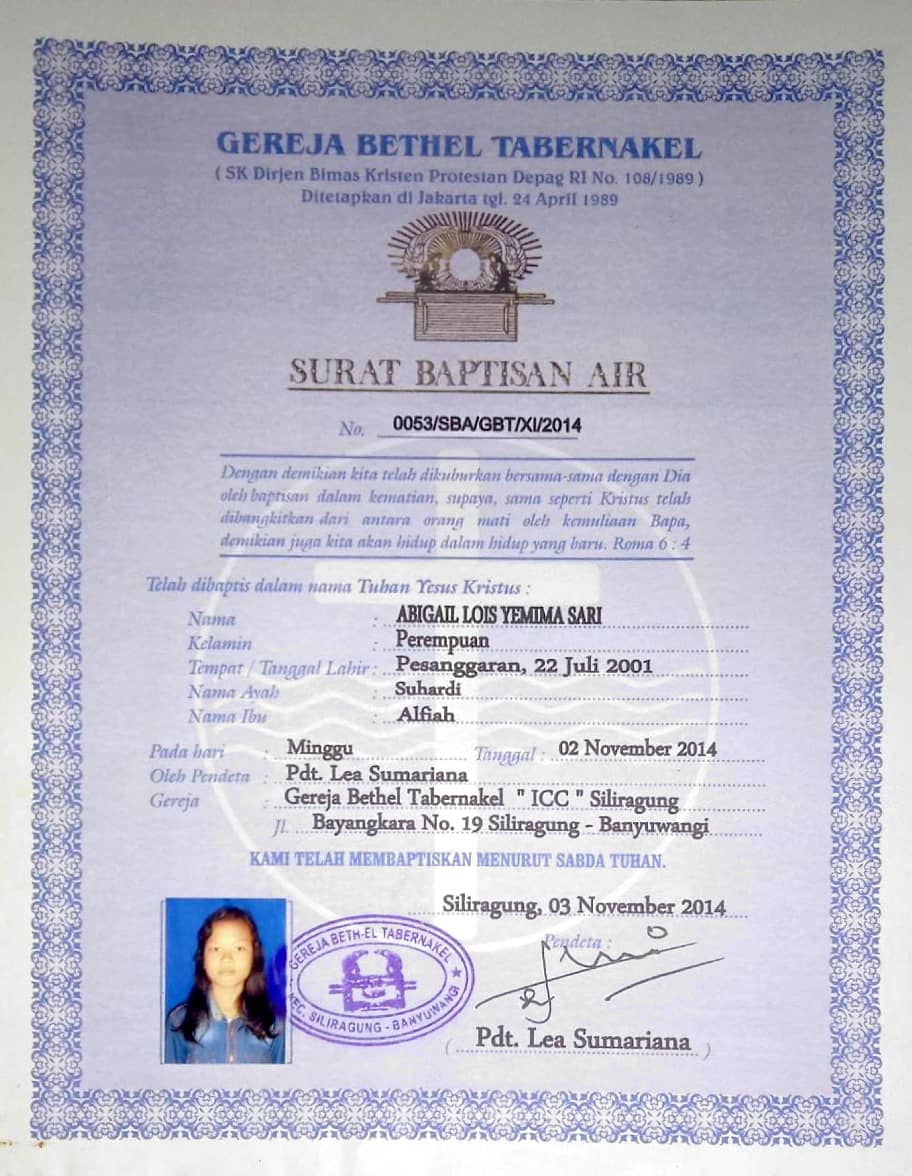 GEREJA BETHEL TABERNAKEL
( SK Dirjen Bimas Kristen Protestan Depag RI No. 108/1989 )
Ditetapkan di Jakarta tgl. 24 April 1989
SURAT BAPTISAN AIR
No. 0053/SBA/GBT/XI/2014
Dengan demikian kita telah dikuburkan bersama-sama dengan Dia
oleh baptisan dalam kematian, supaya, sama seperti Kristus telah
dibangkitkan dari antara orang mati oleh kemuliaan Bapa,
demikian juga kita akan hidup dalam hidup yang baru. Roma 6 : 4
Telah dibaptis dalam nama Tuhan Yesus Kristus :
Nama : ABIGAIL LOIS YEMIMA SARI
Kelamin : Perempuan
Tempat / Tanggal Lahir : Pesanggaran, 22 Juli 2001
Nama Ayah : Suhardi
Nama Ibu : Alfiah
Pada hari : Minggu Tanggal : 02 November 2014
Oleh Pendeta : Pdt. Lea Sumariana
Gereja : Gereja Bethel Tabernakel " ICC " Siliragung
Jl. Bayangkara No. 19 Siliragung - Banyuwangi
KAMI TELAH MEMBAPTISKAN MENURUT SABDA TUHAN.
Siliragung, 03 November 2014
Pendeta :
GEREJA BETH-EL TABERNAKEL
KEC. SILIRAGUNG - BANYUWANGI
( Pdt. Lea Sumariana )